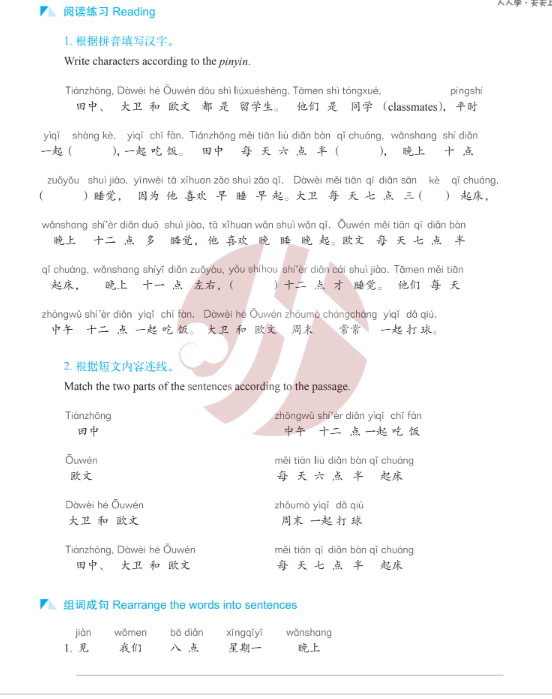 人人学·天天上
阅读练习 Reading
1. 根据拼音填写汉字。
Write characters according to the pinyin.
Tiánzhōng, Dàwèi hé Ōuwén dōu shì liúxuéshēng. Tāmen shì tóngxué, píngshí
田中、 大卫 和 欧文 都 是 留学生。 他们 是 同学 (classmates), 平时
yìqǐ shàng kè, yìqǐ chī fàn. Tiánzhōng měi tiān liù diǎn bàn qǐ chuáng, wǎnshang shí diǎn
一起 ( ), 一起 吃 饭。 田中 每 天 六 点 半 ( ), 晚上 十 点
zuǒyòu shuì jiào, yīnwèi tā xǐhuan zǎo shuì zǎo qǐ. Dàwèi měi tiān qī diǎn sān kè qǐ chuáng,
( ) 睡觉, 因为 他 喜欢 早 睡 早 起。 大卫 每 天 七 点 三 ( ) 起床,
wǎnshang shí'èr diǎn duō shuì jiào, tā xǐhuan wǎn shuì wǎn qǐ. Ōuwén měi tiān qī diǎn bàn
晚上 十二 点 多 睡觉, 他 喜欢 晚 睡 晚 起。 欧文 每 天 七 点 半
qǐ chuáng, wǎnshang shíyī diǎn zuǒyòu, yǒu shíhou shí'èr diǎn cái shuì jiào. Tāmen měi tiān
起床, 晚上 十一 点 左右, ( ) 十二 点 才 睡觉。 他们 每 天
zhōngwǔ shí'èr diǎn yìqǐ chī fàn. Dàwèi hé Ōuwén zhōumò chángcháng yìqǐ dǎ qiú.
中午 十二 点 一起 吃 饭。 大卫 和 欧文 周末 常常 一起 打 球。
2. 根据短文内容连线。
Match the two parts of the sentences according to the passage.
Tiánzhōng zhōngwǔ shí'èr diǎn yìqǐ chī fàn
田中 中午 十二 点 一起 吃 饭
Ōuwén měi tiān liù diǎn bàn qǐ chuáng
欧文 每 天 六 点 半 起床
Dàwèi hé Ōuwén zhōumò yìqǐ dǎ qiú
大卫 和 欧文 周末 一起 打 球
Tiánzhōng, Dàwèi hé Ōuwén měi tiān qī diǎn bàn qǐ chuáng
田中、 大卫 和 欧文 每 天 七 点 半 起床
组词成句 Rearrange the words into sentences
jiàn wǒmen bā diǎn xīngqīyī wǎnshang
1. 见 我们 八 点 星期一 晚上